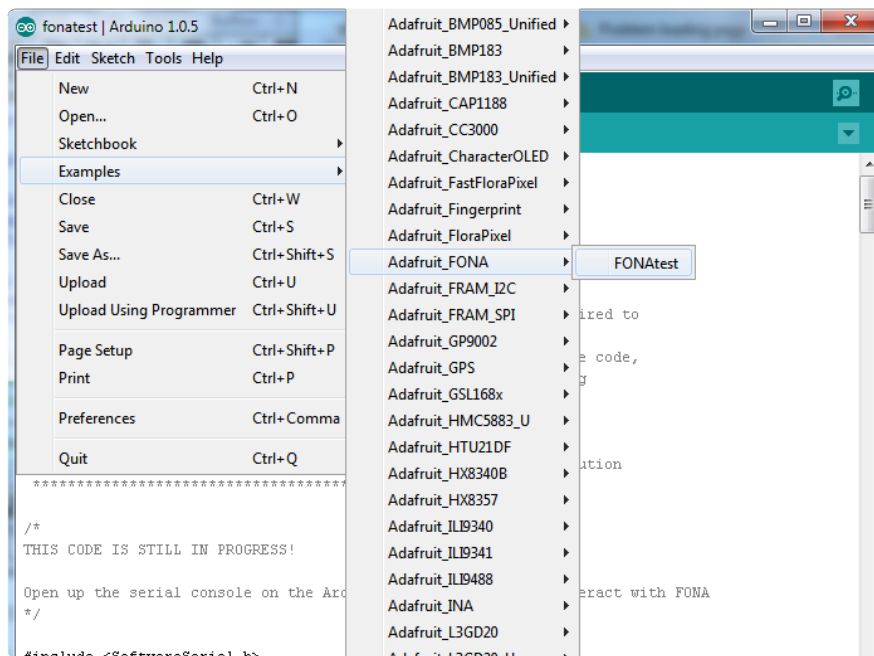 fonatest | Arduino 1.0.5
File Edit Sketch Tools Help
New Ctrl+N
Open... Ctrl+O
Sketchbook
Examples
Close Ctrl+W
Save Ctrl+S
Save As... Ctrl+Shift+S
Upload Ctrl+U
Upload Using Programmer Ctrl+Shift+U
Page Setup Ctrl+Shift+P
Print Ctrl+P
Preferences Ctrl+Comma
Quit Ctrl+Q
Adafruit_BMP085_Unified
Adafruit_BMP183
Adafruit_BMP183_Unified
Adafruit_CAP1188
Adafruit_CC3000
Adafruit_CharacterOLED
Adafruit_FastFloraPixel
Adafruit_Fingerprint
Adafruit_FloraPixel
Adafruit_FONA
Adafruit_FRAM_I2C
Adafruit_FRAM_SPI
Adafruit_GP9002
Adafruit_GPS
Adafruit_GSL168x
Adafruit_HMC5883_U
Adafruit_HTU21DF
Adafruit_HX8340B
Adafruit_HX8357
Adafruit_ILI9340
Adafruit_ILI9341
Adafruit_ILI9488
Adafruit_INA
Adafruit_L3GD20
Adafruit_L3GD20_U
FONAtest
ired to
e code,
g
ution
************************************
/*
THIS CODE IS STILL IN PROGRESS!
Open up the serial console on the Ard eract with FONA
*/
#include <SoftwareSerial.h>